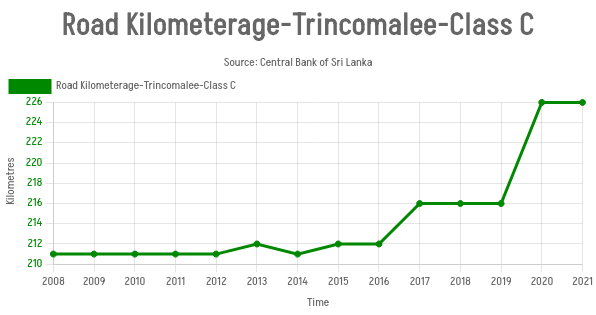 Road Kilometerage-Trincomalee-Class C
Source: Central Bank of Sri Lanka
Road Kilometerage-Trincomalee-Class C
226
224
222
220
218
216
214
212
210
Kilometres
2008 2009 2010 2011 2012 2013 2014 2015 2016 2017 2018 2019 2020 2021
Time